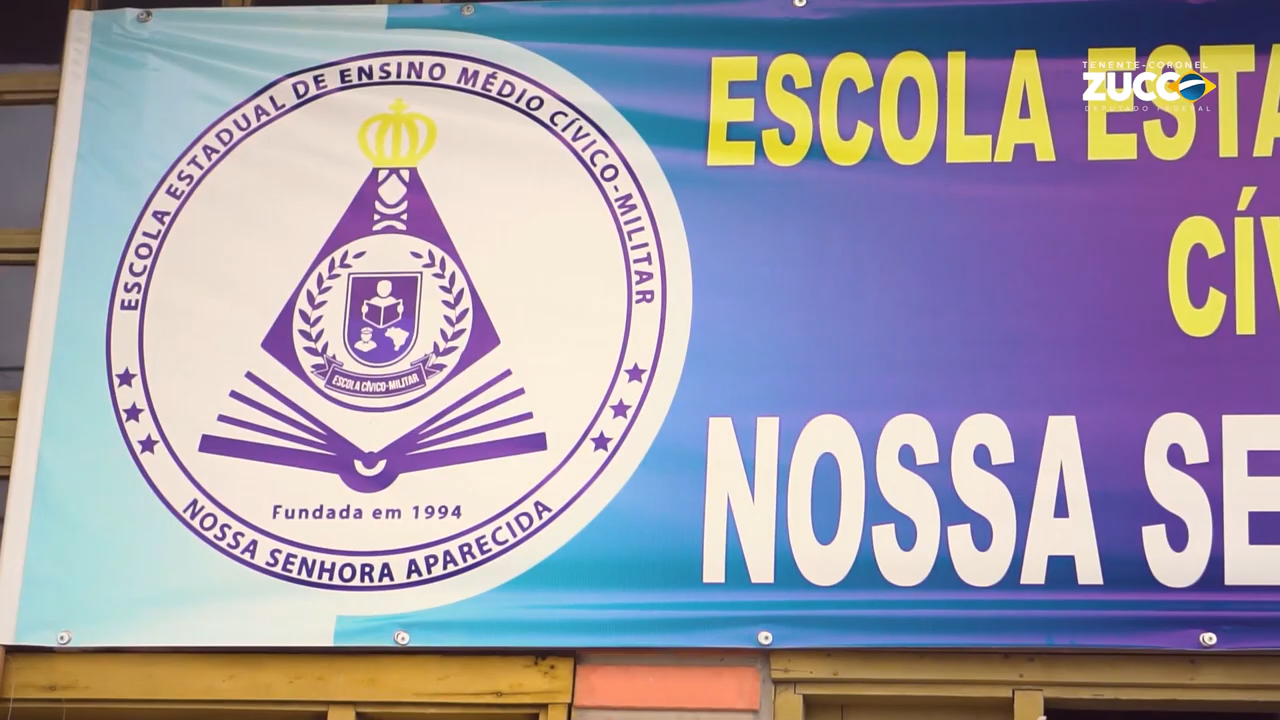 ESCOLA ESTADUAL DE ENSINO MÉDIO CÍVICO-MILITAR
ESCOLA CÍVICO-MILITAR
Fundada em 1994
NOSSA SENHORA APARECIDA
ESCOLA ESTA
CÍV
NOSSA SE
TENENTE-CORONEL
ZUCCO
DEPUTADO FEDERAL